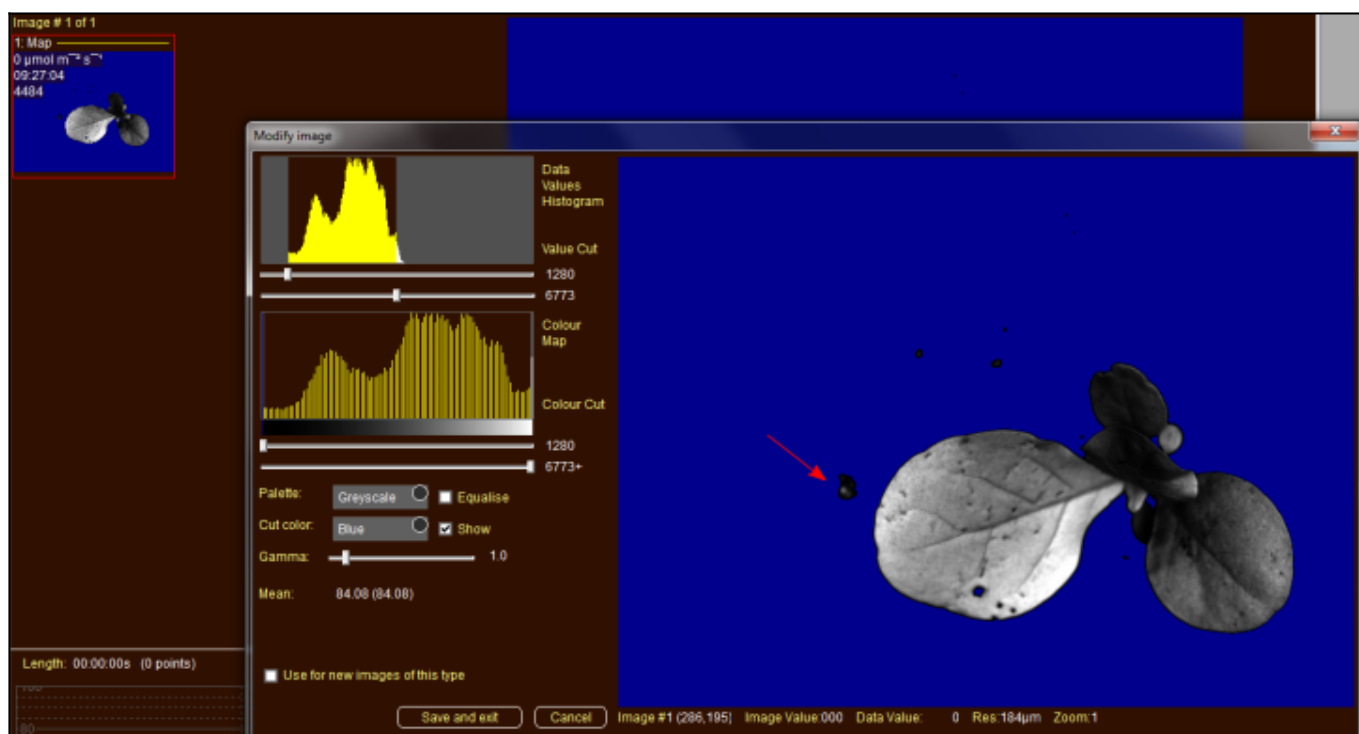 Image # 1 of 1
1: Map
0 µmol m⁻² s⁻¹
09:27:04
4484
Modify image
x
Data
Values
Histogram
Value Cut
1280
6773
Colour
Map
Colour Cut
1280
6773+
Palette: Greyscale Equalise
Cut color: Blue Show
Gamma: 1.0
Mean: 84.08 (84.08)
Use for new images of this type
Save and exit Cancel
Image #1 (286,195) Image Value:000 Data Value: 0 Res:184µm Zoom:1
Length: 00:00:00s (0 points)
100
80